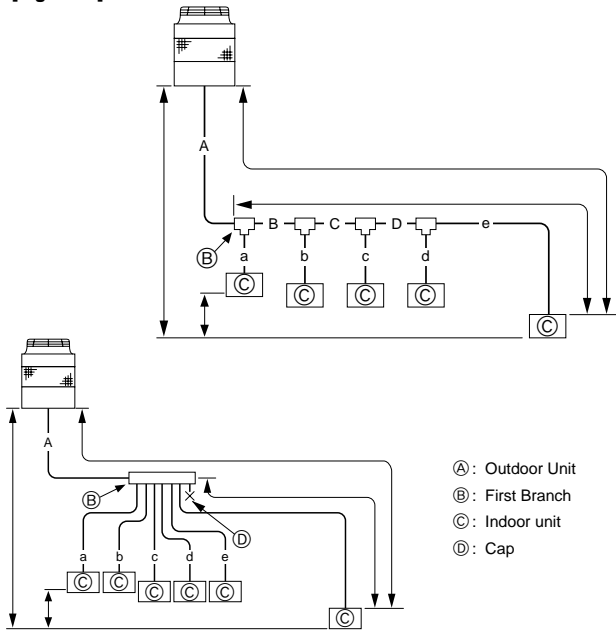 A
B C D e
Ⓑ a b c d
Ⓒ Ⓒ Ⓒ Ⓒ
Ⓒ
A
Ⓑ
Ⓓ
a b c d e
Ⓒ Ⓒ Ⓒ Ⓒ Ⓒ
Ⓒ
Ⓐ : Outdoor Unit
Ⓑ : First Branch
Ⓒ : Indoor unit
Ⓓ : Cap